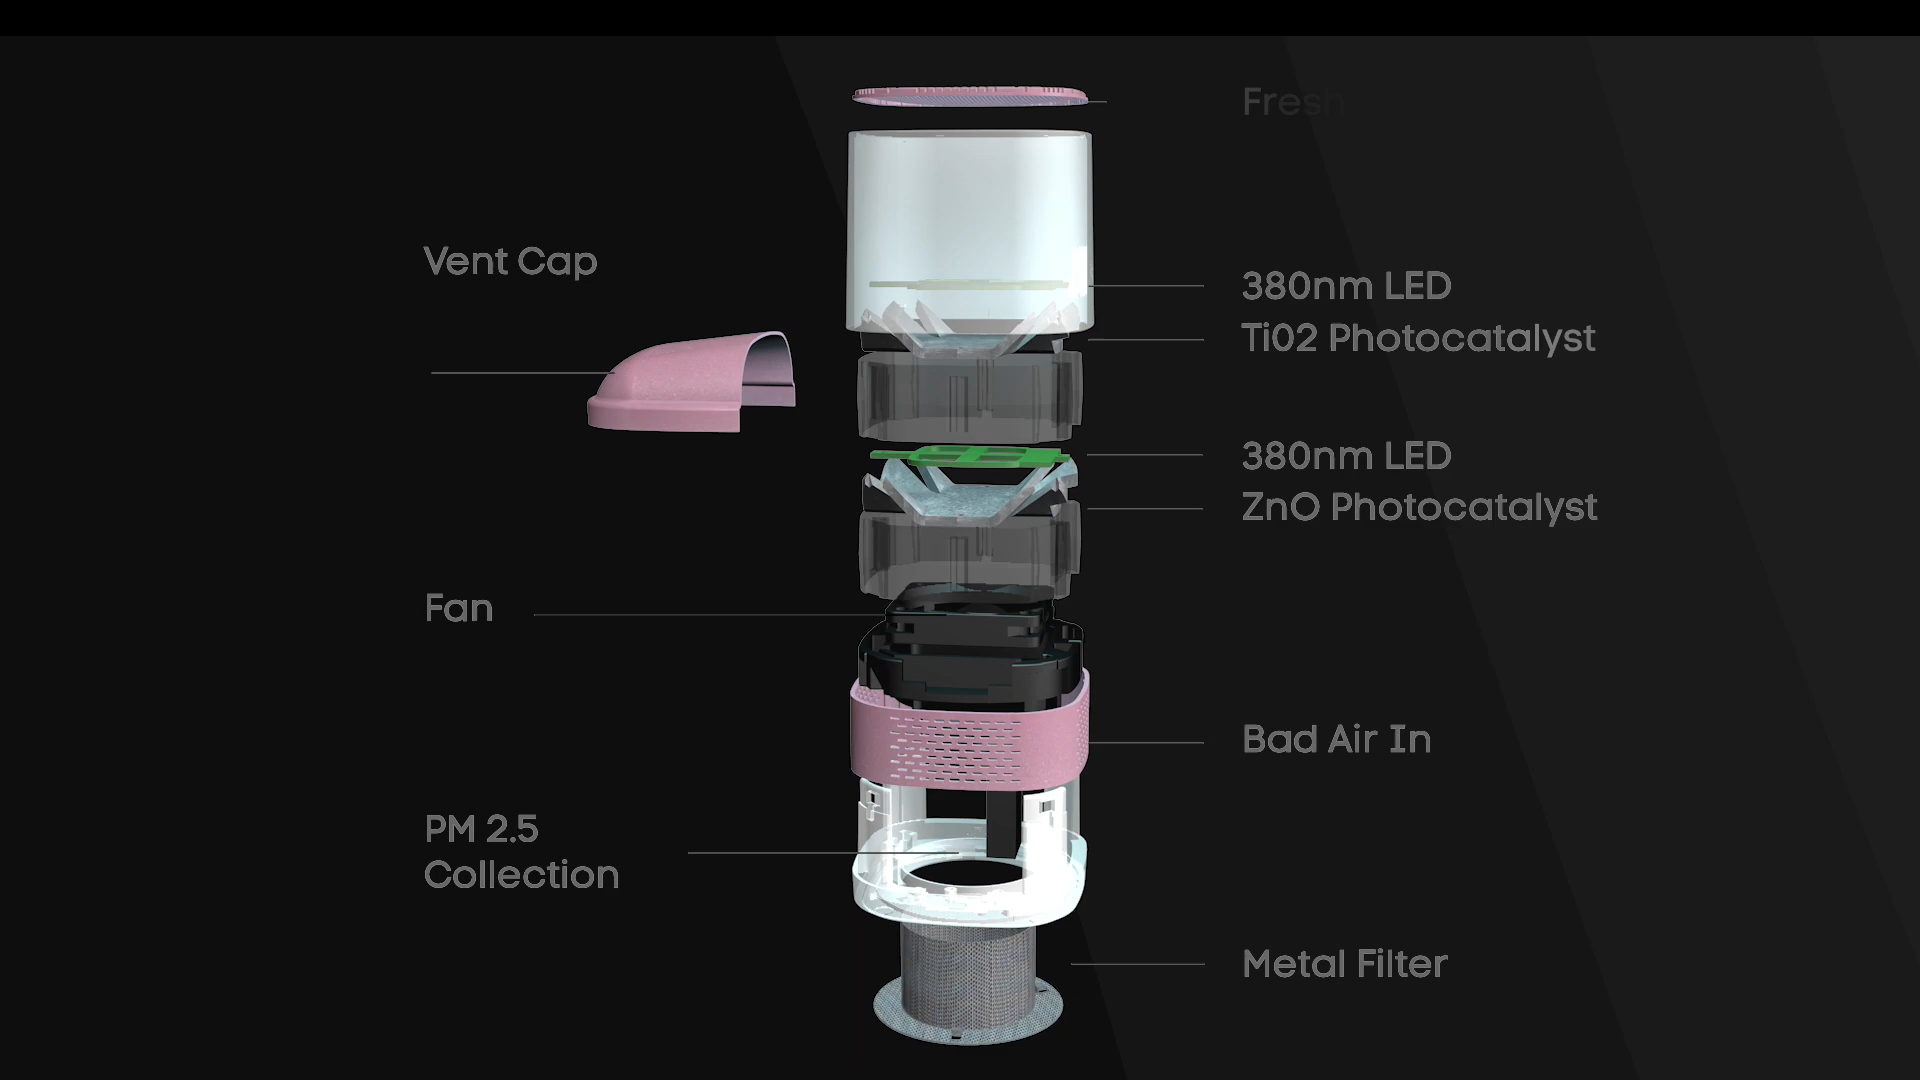 Fresh
Vent Cap
380nm LED
Ti02 Photocatalyst
380nm LED
ZnO Photocatalyst
Fan
Bad Air In
PM 2.5
Collection
Metal Filter